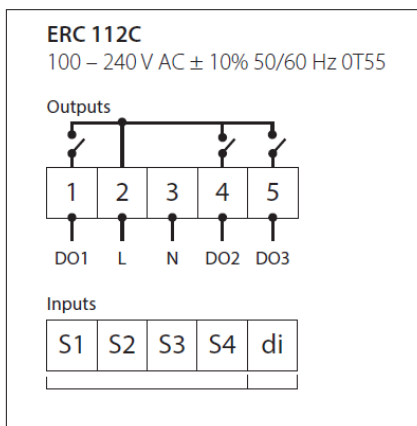 ERC 112C
100 – 240 V AC ± 10% 50/60 Hz 0T55
Outputs
1 2 3 4 5
DO1 L N DO2 DO3
Inputs
S1 S2 S3 S4 di